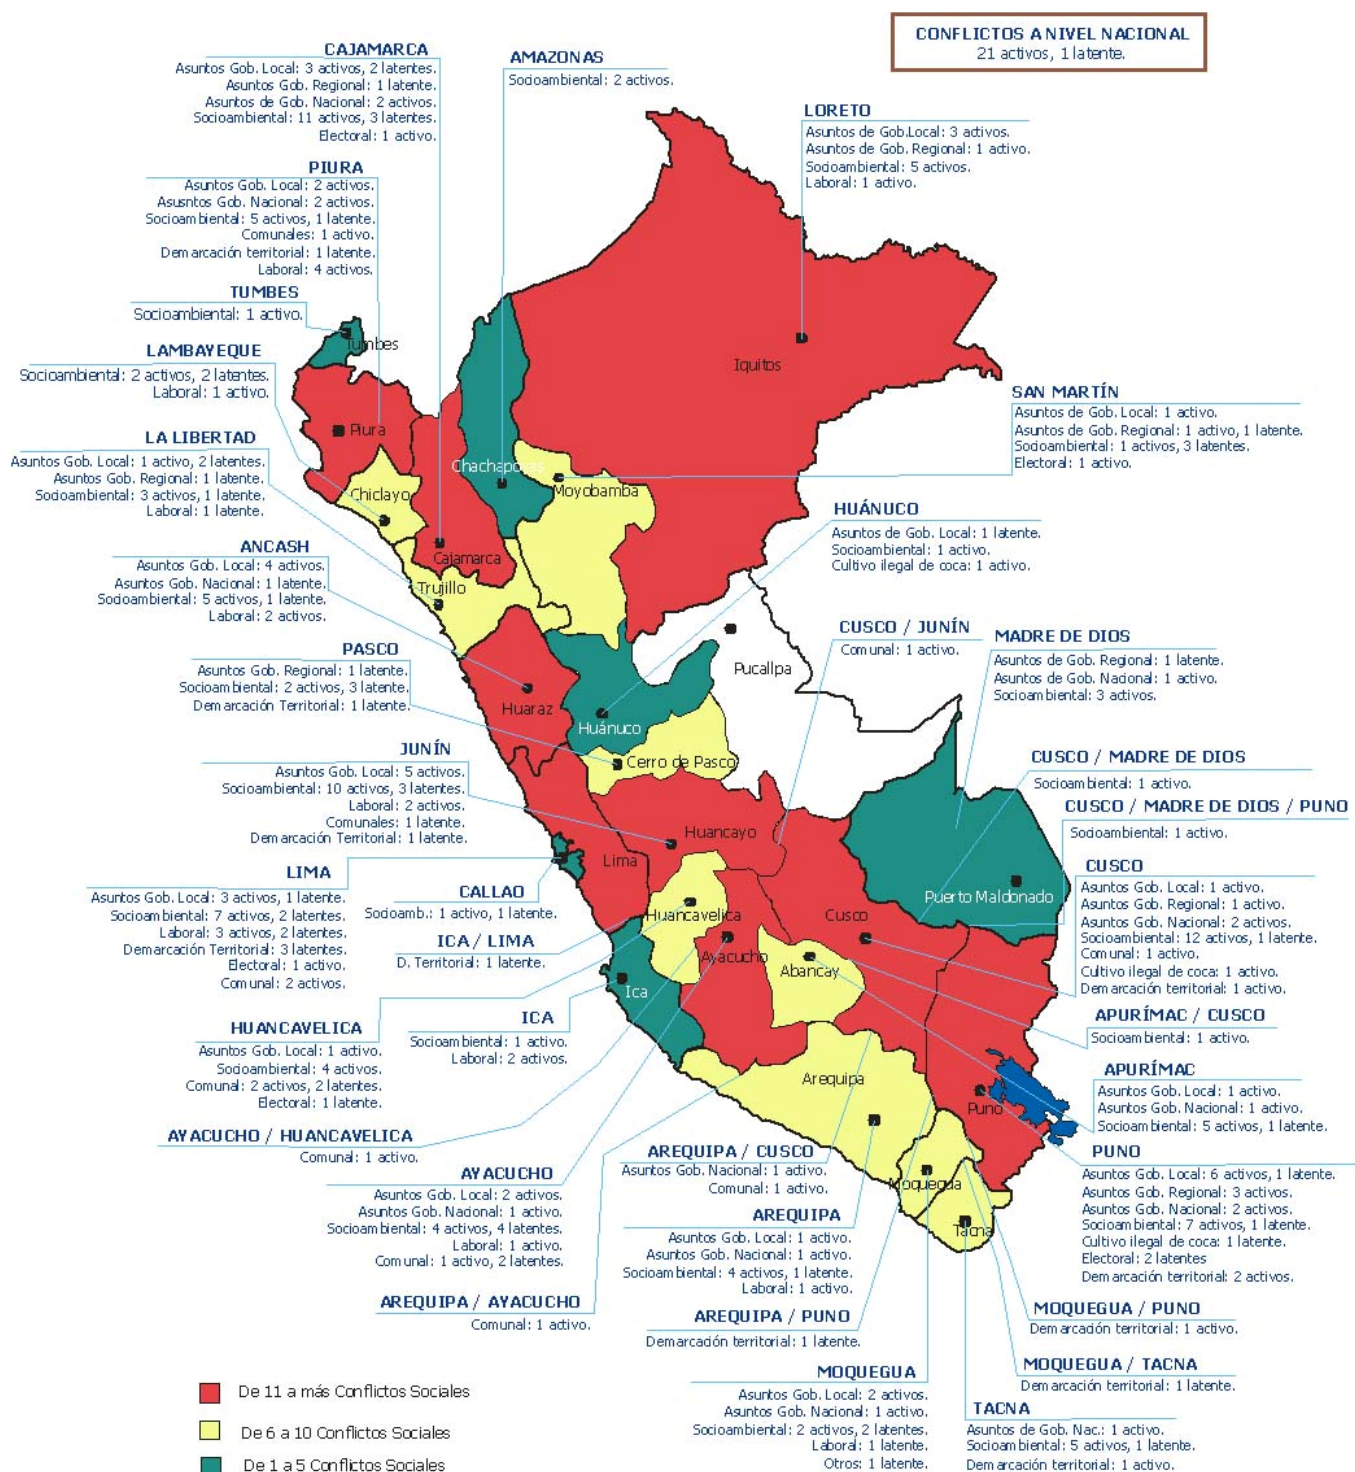 CONFLICTOS A NIVEL NACIONAL
21 activos, 1 latente.
CAJAMARCA
Asuntos Gob. Local: 3 activos, 2 latentes.
Asuntos Gob. Regional: 1 latente.
Asuntos de Gob. Nacional: 2 activos.
Socioambiental: 11 activos, 3 latentes.
Electoral: 1 activo.
AMAZONAS
Socioambiental: 2 activos.
LORETO
Asuntos de Gob.Local: 3 activos.
Asuntos de Gob. Regional: 1 activo.
Socioambiental: 5 activos.
Laboral: 1 activo.
PIURA
Asuntos Gob. Local: 2 activos.
Asusntos Gob. Nacional: 2 activos.
Socioambiental: 5 activos, 1 latente.
Comunales: 1 activo.
Demarcación territorial: 1 latente.
Laboral: 4 activos.
TUMBES
Socioambiental: 1 activo.
LAMBAYEQUE
Socioambiental: 2 activos, 2 latentes.
Laboral: 1 activo.
LA LIBERTAD
Asuntos Gob. Local: 1 activo, 2 latentes.
Asuntos Gob. Regional: 1 latente.
Socioambiental: 3 activos, 1 latente.
Laboral: 1 latente.
SAN MARTÍN
Asuntos de Gob. Local: 1 activo.
Asuntos de Gob. Regional: 1 activo, 1 latente.
Socioambiental: 1 activos, 3 latentes.
Electoral: 1 activo.
HUÁNUCO
Asuntos de Gob. Local: 1 latente.
Socioambiental: 1 activo.
Cultivo ilegal de coca: 1 activo.
ANCASH
Asuntos Gob. Local: 4 activos.
Asuntos Gob. Nacional: 1 latente.
Socioambiental: 5 activos, 1 latente.
Laboral: 2 activos.
PASCO
Asuntos Gob. Regional: 1 latente.
Socioambiental: 2 activos, 3 latente.
Demarcación Territorial: 1 latente.
CUSCO / JUNÍN
Comunal: 1 activo.
MADRE DE DIOS
Asuntos de Gob. Regional: 1 latente.
Asuntos de Gob. Nacional: 1 activo.
Socioambiental: 3 activos.
JUNÍN
Asuntos Gob. Local: 5 activos.
Socioambiental: 10 activos, 3 latentes.
Laboral: 2 activos.
Comunales: 1 latente.
Demarcación Territorial: 1 latente.
CUSCO / MADRE DE DIOS
Socioambiental: 1 activo.
CUSCO / MADRE DE DIOS / PUNO
Socioambiental: 1 activo.
LIMA
Asuntos Gob. Local: 3 activos, 1 latente.
Socioambiental: 7 activos, 2 latentes.
Laboral: 3 activos, 2 latentes.
Demarcación Territorial: 3 latentes.
Electoral: 1 activo.
Comunal: 2 activos.
CALLAO
Socioamb.: 1 activo, 1 latente.
ICA / LIMA
D. Territorial: 1 latente.
CUSCO
Asuntos Gob. Local: 1 activo.
Asuntos Gob. Regional: 1 activo.
Asuntos Gob. Nacional: 2 activos.
Socioambiental: 12 activos, 1 latente.
Comunal: 1 activo.
Cultivo ilegal de coca: 1 activo.
Demarcación territorial: 1 activo.
HUANCAVELICA
Asuntos Gob. Local: 1 activo.
Socioambiental: 4 activos.
Comunal: 2 activos, 2 latentes.
Electoral: 1 latente.
ICA
Socioambiental: 1 activo.
Laboral: 2 activos.
APURÍMAC / CUSCO
Socioambiental: 1 activo.
APURÍMAC
Asuntos Gob. Local: 1 activo.
Asuntos Gob. Nacional: 1 activo.
Socioambiental: 5 activos, 1 latente.
AYACUCHO / HUANCAVELICA
Comunal: 1 activo.
AYACUCHO
Asuntos Gob. Local: 2 activos.
Asuntos Gob. Nacional: 1 activo.
Socioambiental: 4 activos, 4 latentes.
Laboral: 1 activo.
Comunal: 1 activo, 2 latentes.
AREQUIPA / CUSCO
Asuntos Gob. Nacional: 1 activo.
Comunal: 1 activo.
AREQUIPA
Asuntos Gob. Local: 1 activo.
Asuntos Gob. Nacional: 1 activo.
Socioambiental: 4 activos, 1 latente.
Laboral: 1 activo.
PUNO
Asuntos Gob. Local: 6 activos, 1 latente.
Asuntos Gob. Regional: 3 activos.
Asuntos Gob. Nacional: 2 activos.
Socioambiental: 7 activos, 1 latente.
Cultivo ilegal de coca: 1 latente.
Electoral: 2 latentes
Demarcación territorial: 2 activos.
AREQUIPA / AYACUCHO
Comunal: 1 activo.
AREQUIPA / PUNO
Demarcación territorial: 1 latente.
MOQUEGUA / PUNO
Demarcación territorial: 1 activo.
MOQUEGUA / TACNA
Demarcación territorial: 1 latente.
MOQUEGUA
Asuntos Gob. Local: 2 activos.
Asuntos Gob. Nacional: 1 activo.
Socioambiental: 2 activos, 2 latentes.
Laboral: 1 latente.
Otros: 1 latente.
TACNA
Asuntos de Gob. Nac.: 1 activo.
Socioambiental: 5 activos, 1 latente.
Demarcación territorial: 1 activo.
Tumbes
Iquitos
Piura
Chachapoyas
Moyobamba
Chiclayo
Cajamarca
Trujillo
Pucallpa
Huaraz
Huánuco
Cerro de Pasco
Huancayo
Lima
Puerto Maldonado
Huancavelica
Cusco
Ayacucho
Abancay
Ica
Arequipa
Puno
Moquegua
Tacna
De 11 a más Conflictos Sociales
De 6 a 10 Conflictos Sociales
De 1 a 5 Conflictos Sociales